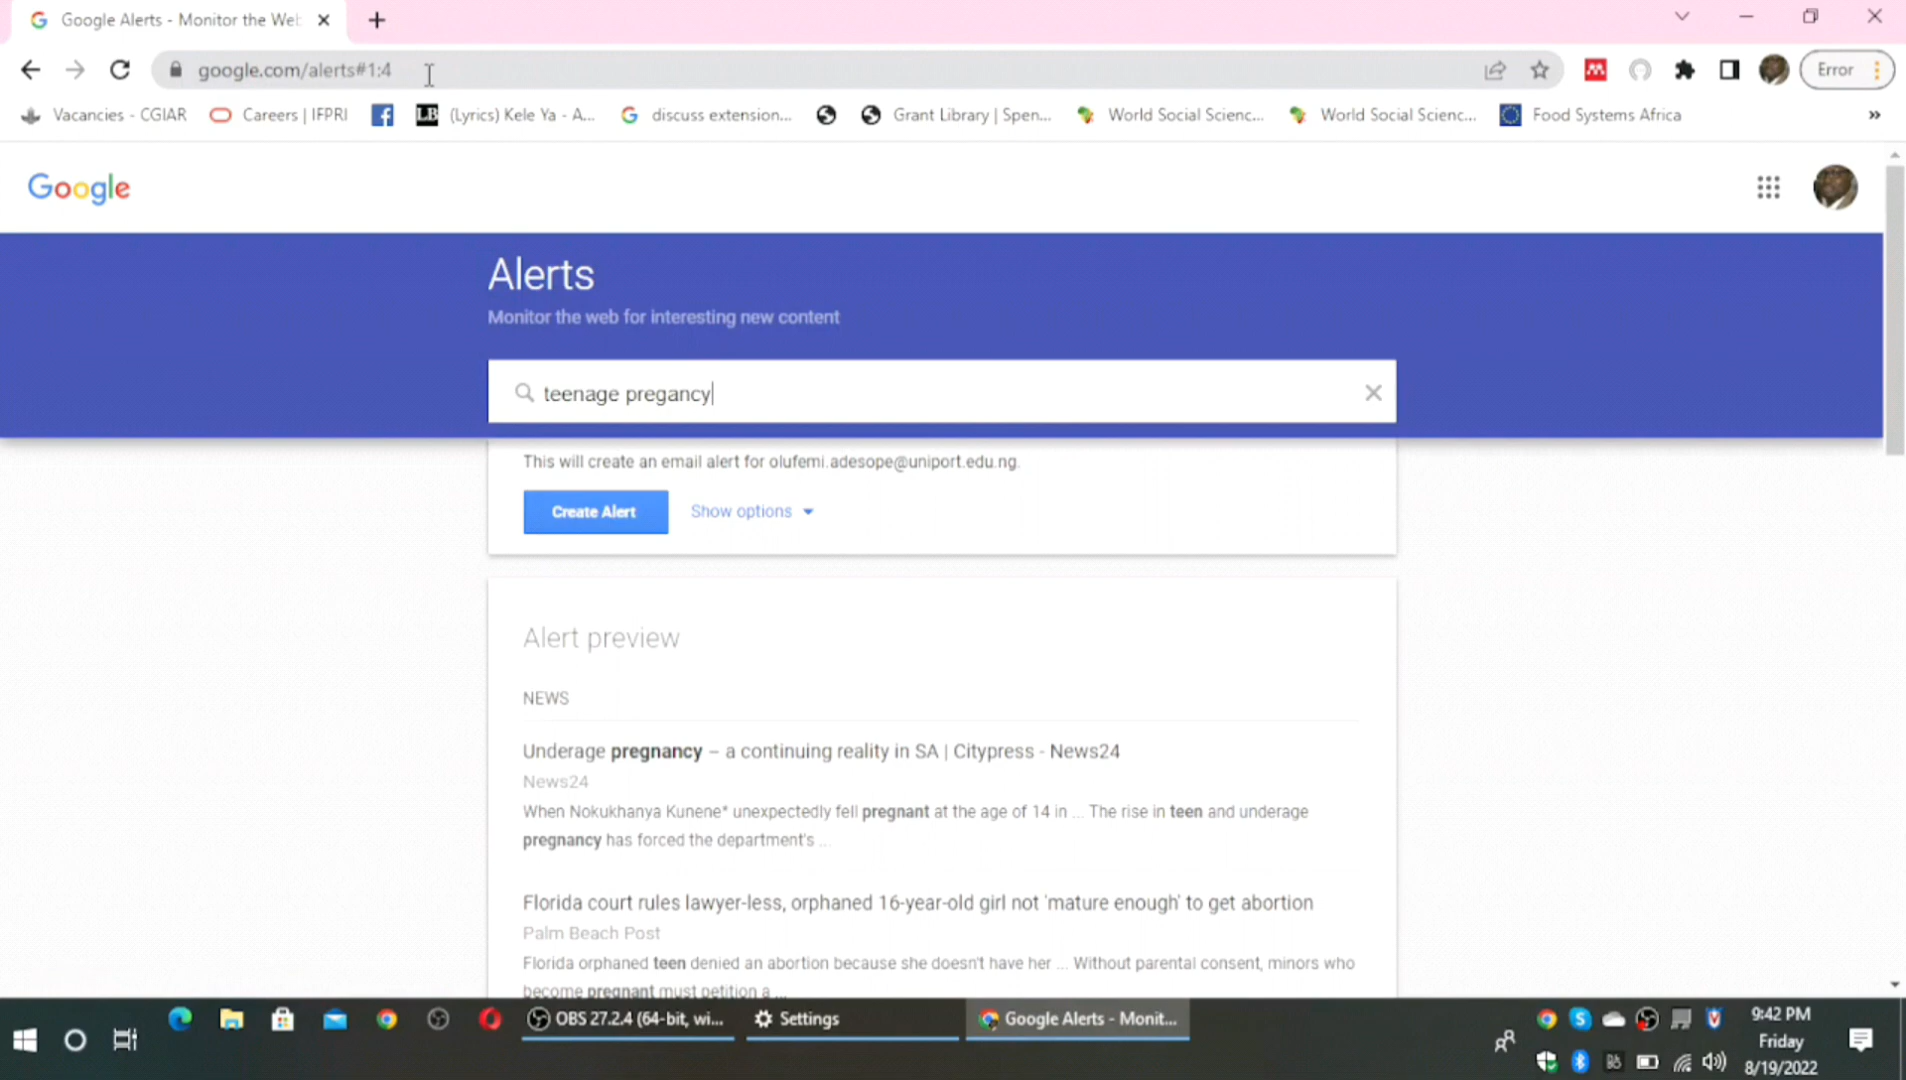 Google Alerts - Monitor the Web
google.com/alerts#1:4
Error
Vacancies - CGIAR
Careers | IFPRI
LB
(Lyrics) Kele Ya - A...
discuss extension...
Grant Library | Spen...
World Social Scienc...
World Social Scienc...
Food Systems Africa
»
Google
Alerts
Monitor the web for interesting new content
teenage pregancy
This will create an email alert for olufemi.adesope@uniport.edu.ng.
Create Alert
Show options
Alert preview
NEWS
Underage pregnancy – a continuing reality in SA | Citypress - News24
News24
When Nokukhanya Kunene* unexpectedly fell pregnant at the age of 14 in ... The rise in teen and underage
pregnancy has forced the department's ...
Florida court rules lawyer-less, orphaned 16-year-old girl not 'mature enough' to get abortion
Palm Beach Post
Florida orphaned teen denied an abortion because she doesn't have her ... Without parental consent, minors who
become pregnant must petition a ...
OBS 27.2.4 (64-bit, wi...
Settings
Google Alerts - Monit...
9:42 PM
Friday
8/19/2022